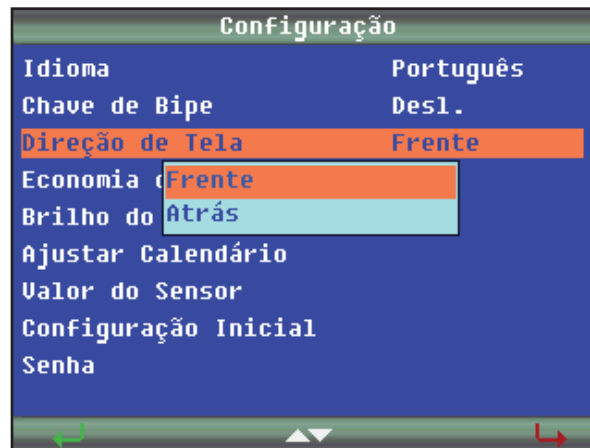 Configuração
Idioma Português
Chave de Bipe Desl.
Direção de Tela Frente
Economia
Frente
Brilho do
Atrás
Ajustar Calendário
Valor do Sensor
Configuração Inicial
Senha